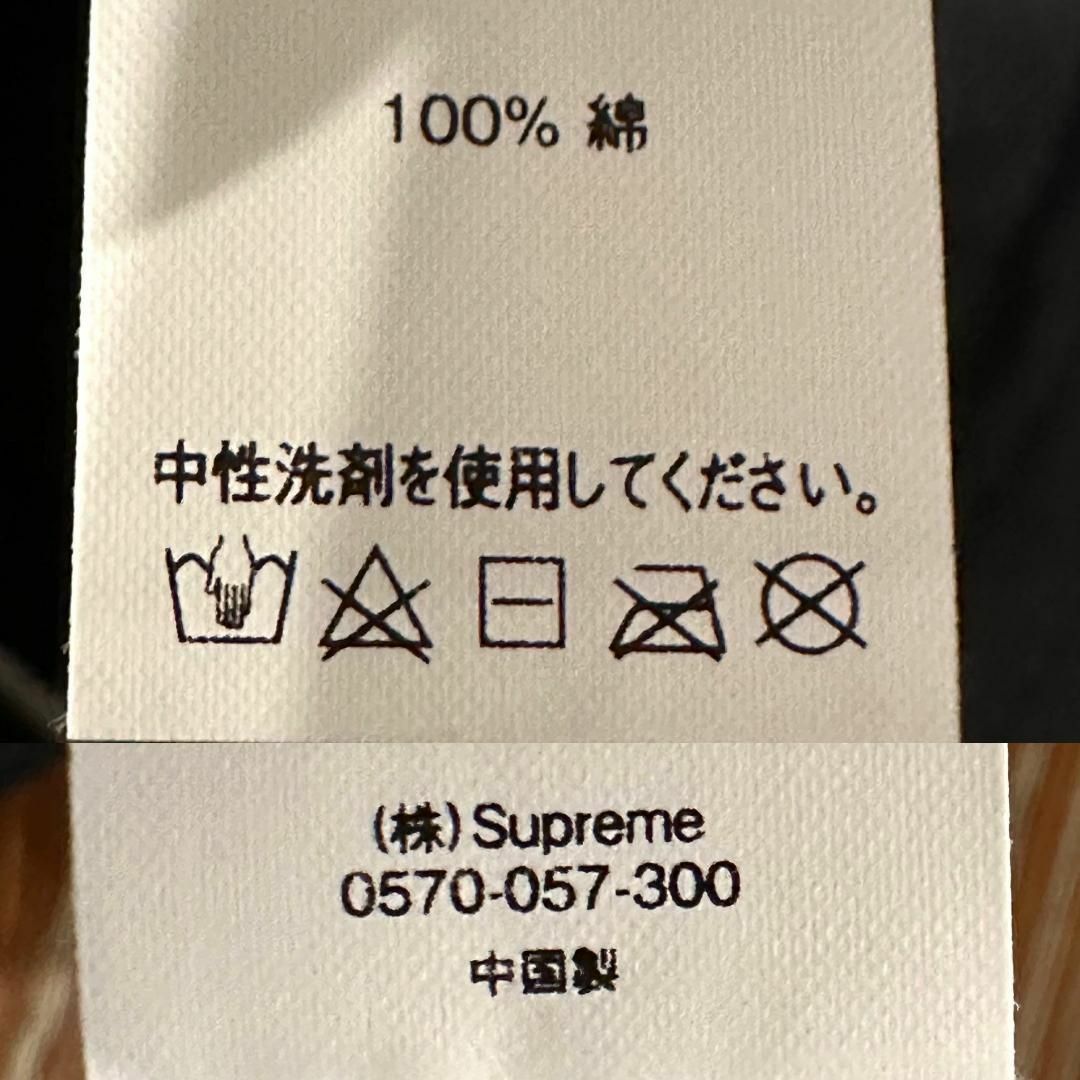 100% 綿
中性洗剤を使用してください。
(株) Supreme
0570-057-300
中国製